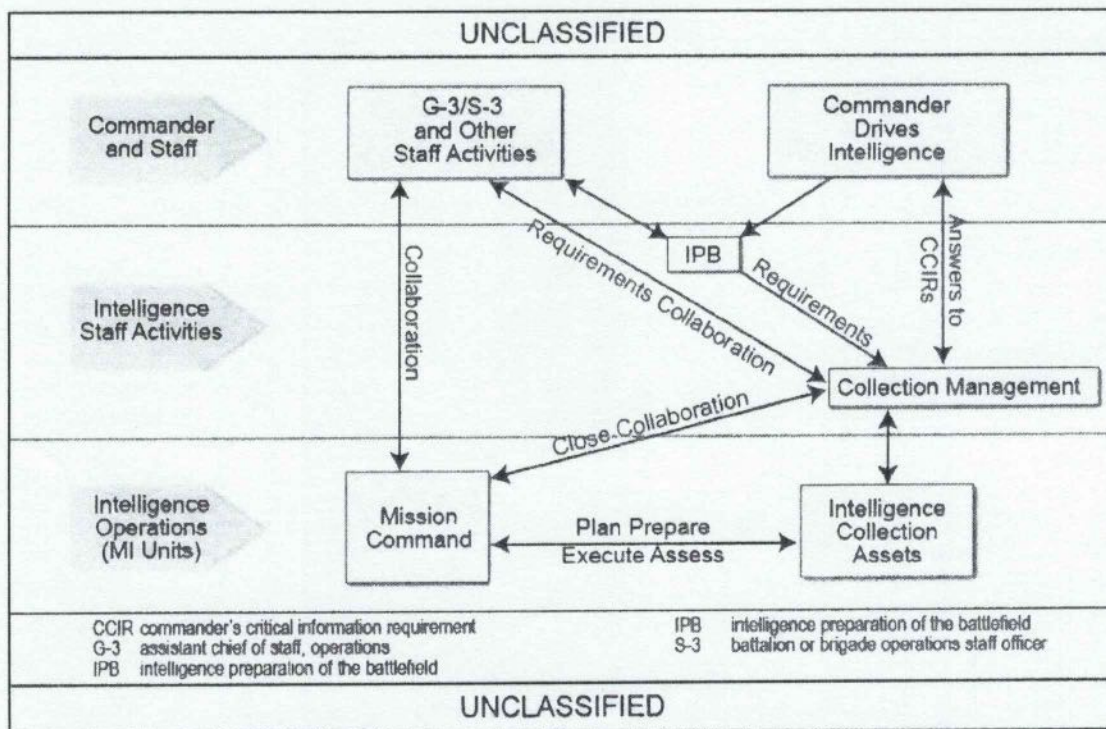 UNCLASSIFIED
Commander
and Staff
G-3/S-3
and Other
Staff Activities
Commander
Drives
Intelligence
IPB
Collaboration
Requirements Collaboration
Requirements
Answers to
CCIRs
Intelligence
Staff Activities
Collection Management
Close Collaboration
Intelligence
Operations
(MI Units)
Mission
Command
Plan Prepare
Execute Assess
Intelligence
Collection
Assets
CCIR commander's critical information requirement
G-3 assistant chief of staff, operations
IPB intelligence preparation of the battlefield
IPB intelligence preparation of the battlefield
S-3 battalion or brigade operations staff officer
UNCLASSIFIED